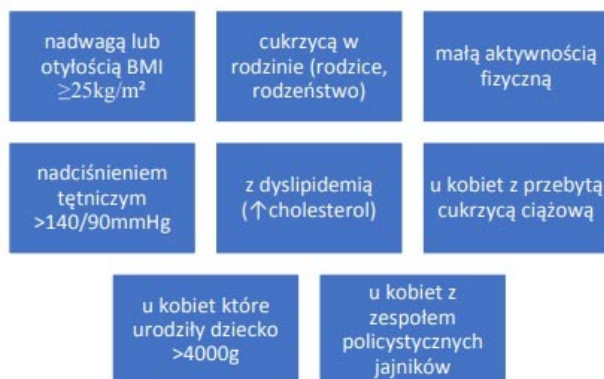 nadwagą lub
otyłością BMI
≥25kg/m²
cukrzycą w
rodzinie (rodzice,
rodzeństwo)
małą aktywnością
fizyczną
nadciśnieniem
tętniczym
>140/90mmHg
z dyslipidemią
(↑cholesterol)
u kobiet z przebytą
cukrzycą ciążową
u kobiet które
urodziły dziecko
>4000g
u kobiet z
zespołem
policystycznych
jajników